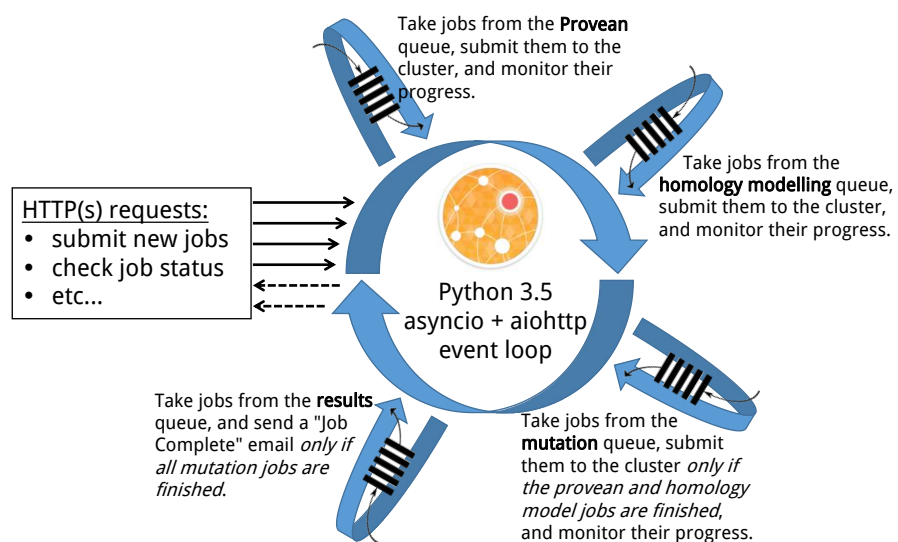 Take jobs from the Provean
queue, submit them to the
cluster, and monitor their
progress.
Take jobs from the
homology modelling queue,
submit them to the cluster,
and monitor their progress.
HTTP(s) requests:
• submit new jobs
• check job status
• etc...
Python 3.5
asyncio + aiohttp
event loop
Take jobs from the results
queue, and send a "Job
Complete" email only if
all mutation jobs are
finished.
Take jobs from the
mutation queue, submit
them to the cluster only if
the provean and homology
model jobs are finished,
and monitor their progress.